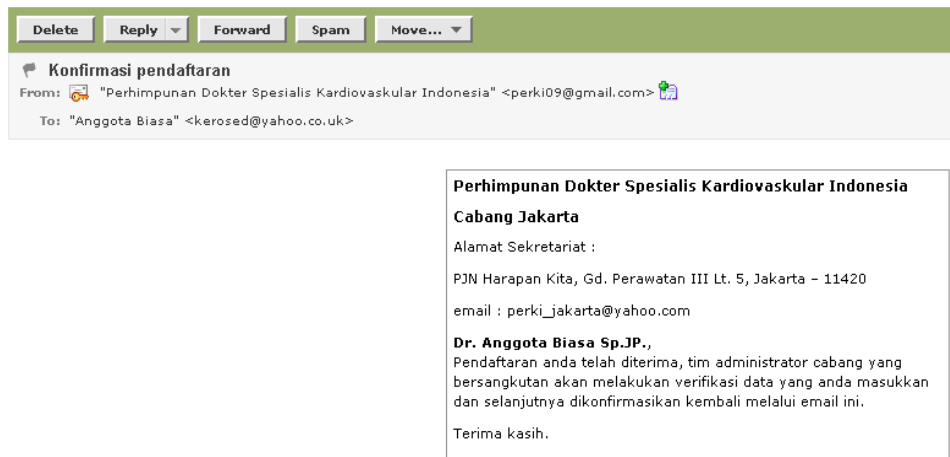 Delete Reply Forward Spam Move...
Konfirmasi pendaftaran
From: "Perhimpunan Dokter Spesialis Kardiovaskular Indonesia" <perki09@gmail.com>
To: "Anggota Biasa" <kerosed@yahoo.co.uk>
Perhimpunan Dokter Spesialis Kardiovaskular Indonesia
Cabang Jakarta
Alamat Sekretariat :
PJN Harapan Kita, Gd. Perawatan III Lt. 5, Jakarta – 11420
email : perki_jakarta@yahoo.com
Dr. Anggota Biasa Sp.JP.,
Pendaftaran anda telah diterima, tim administrator cabang yang
bersangkutan akan melakukan verifikasi data yang anda masukkan
dan selanjutnya dikonfirmasikan kembali melalui email ini.
Terima kasih.